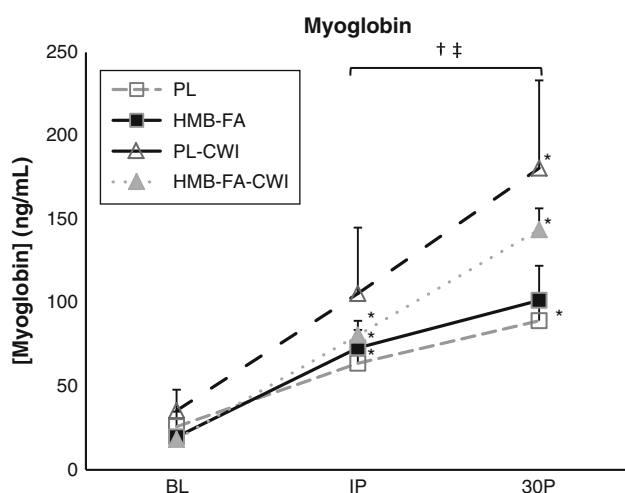 Myoglobin
† ‡
250
200
150
100
50
0
[Myoglobin] (ng/mL)
PL
HMB-FA
PL-CWI
HMB-FA-CWI
*
*
*
*
*
*
BL IP 30P